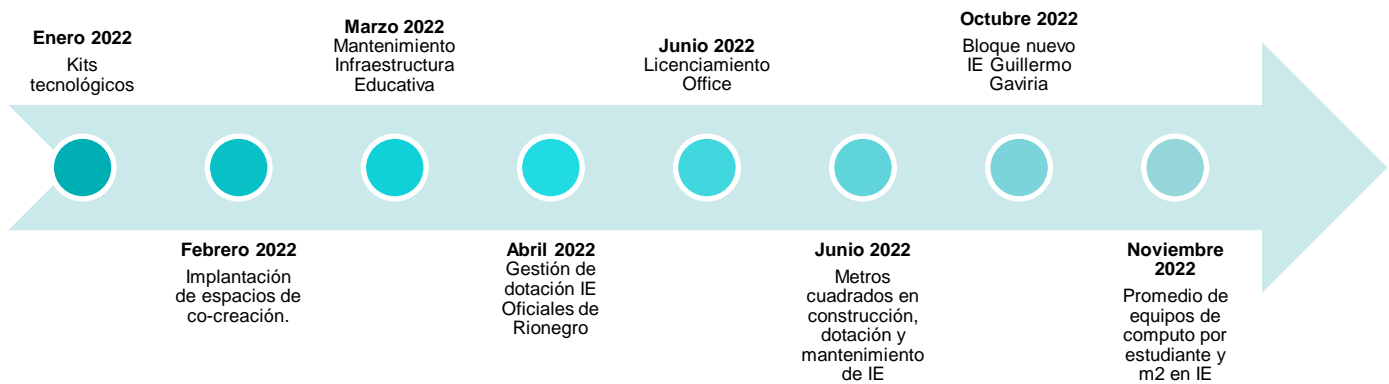 Enero 2022
Kits
tecnológicos
Febrero 2022
Implantación
de espacios de
co-creación.
Marzo 2022
Mantenimiento
Infraestructura
Educativa
Abril 2022
Gestión de
dotación IE
Oficiales de
Rionegro
Junio 2022
Licenciamiento
Office
Junio 2022
Metros
cuadrados en
construcción,
dotación y
mantenimiento
de IE
Octubre 2022
Bloque nuevo
IE Guillermo
Gaviria
Noviembre
2022
Promedio de
equipos de
computo por
estudiante y
m2 en IE